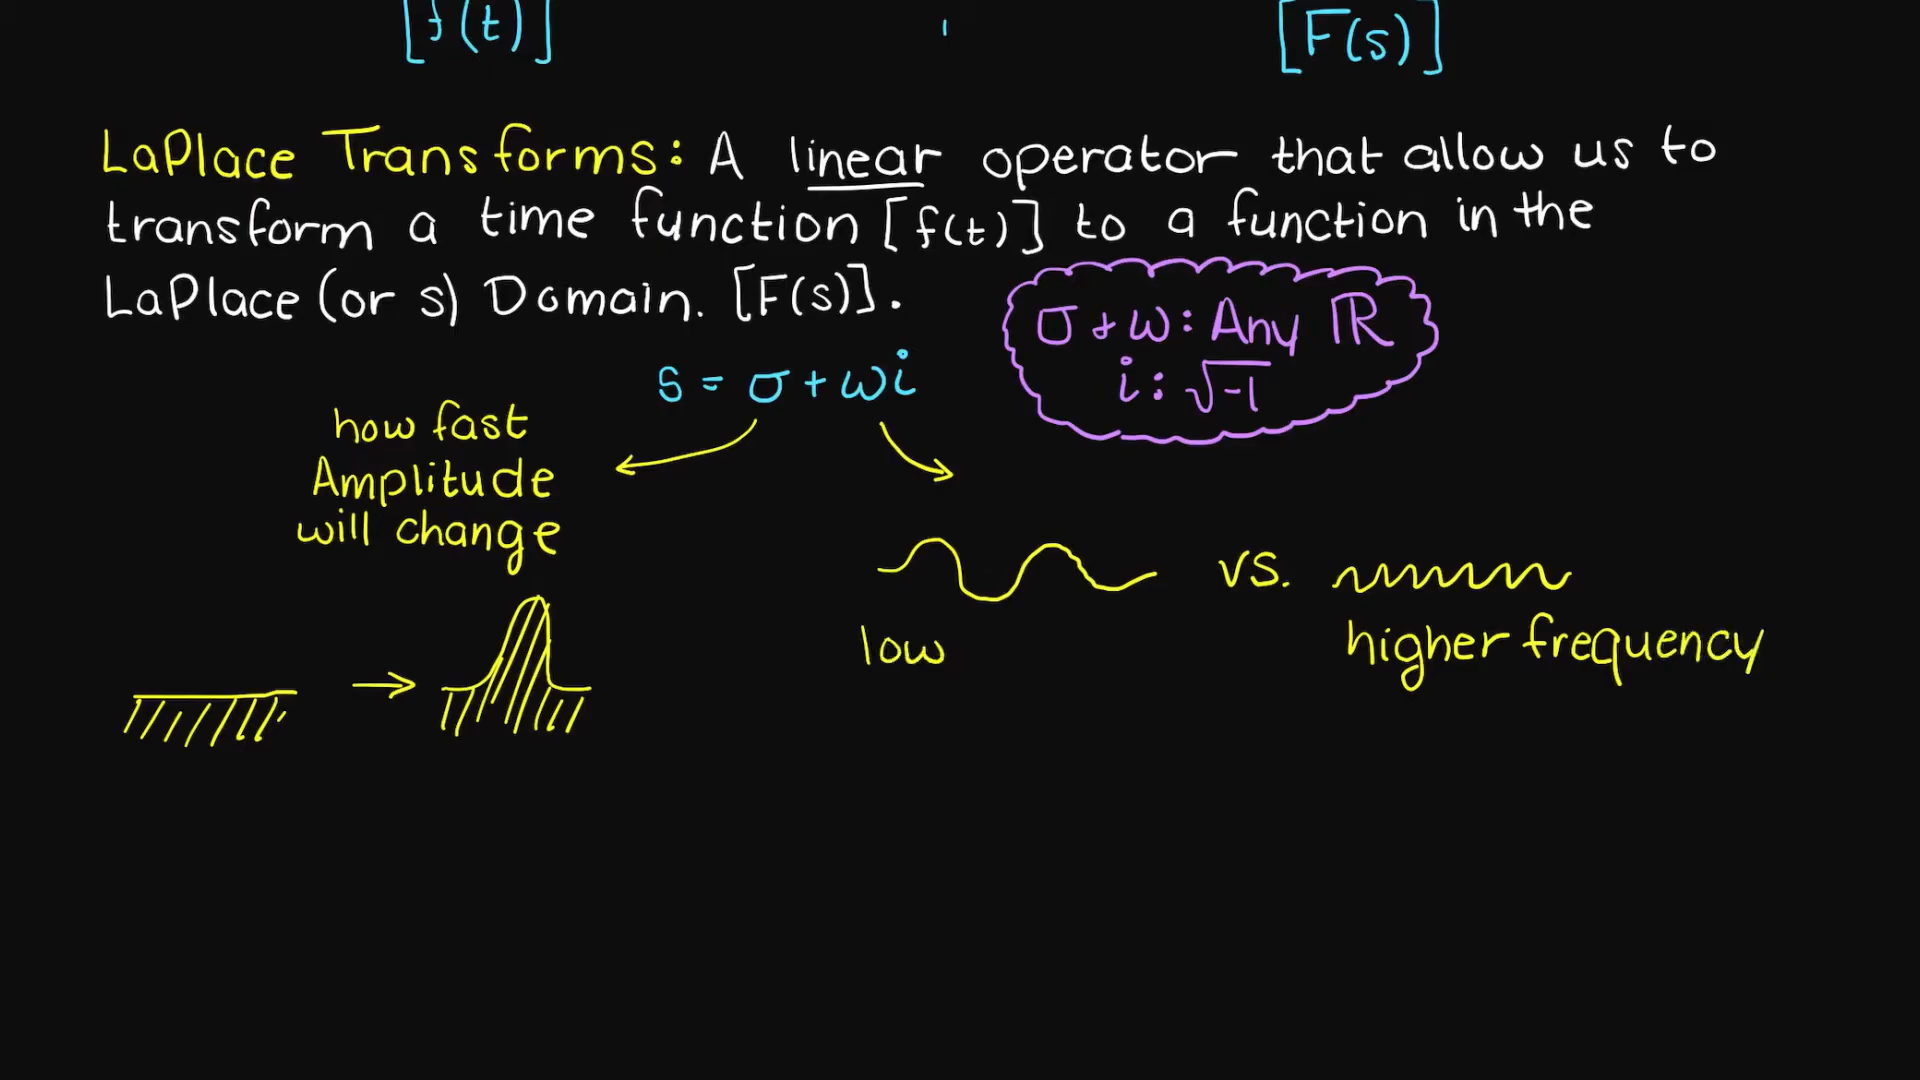 [f(t)] [F(s)]
LaPlace Transforms: A linear operator that allow us to
transform a time function [f(t)] to a function in the
LaPlace (or s) Domain. [F(s)].
σ + ω: Any ℝ
i: √-1
s = σ + ωi
how fast
Amplitude
will change
vs.
low
higher frequency